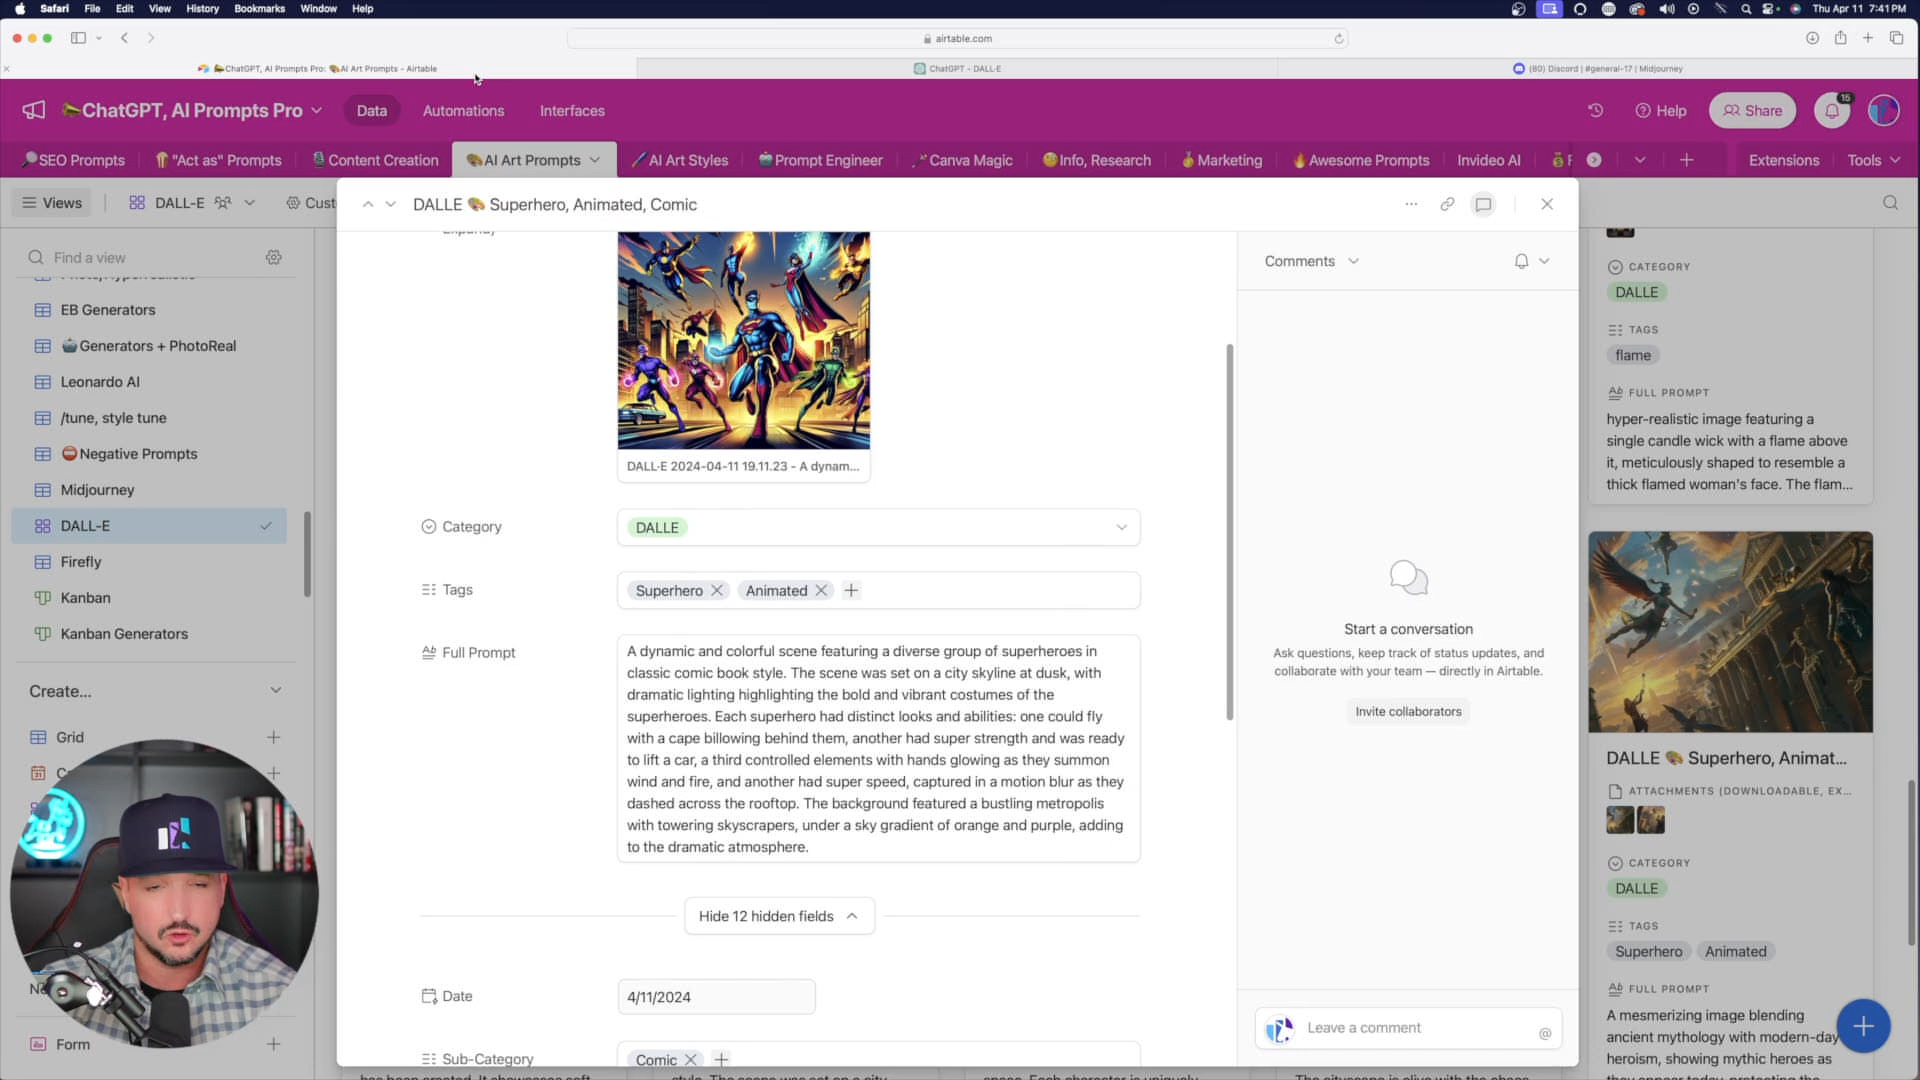 Safari File Edit View History Bookmarks Window Help
Thu Apr 11 7:41 PM
airtable.com
ChatGPT, AI Prompts Pro: AI Art Prompts - Airtable
ChatGPT - DALL·E
(80) Discord | #general-17 | Midjourney
ChatGPT, AI Prompts Pro
Data
Automations
Interfaces
Help
Share
15
SEO Prompts
"Act as" Prompts
Content Creation
AI Art Prompts
AI Art Styles
Prompt Engineer
Canva Magic
Info, Research
Marketing
Awesome Prompts
Invideo AI
Extensions
Tools
Views
DALL-E
DALLE Superhero, Animated, Comic
Find a view
EB Generators
Generators + PhotoReal
Leonardo AI
/tune, style tune
Negative Prompts
Midjourney
DALL-E
Firefly
Kanban
Kanban Generators
Create...
Grid
Form
DALL·E 2024-04-11 19.11.23 - A dynam...
Category
DALLE
Tags
Superhero
Animated
Full Prompt
A dynamic and colorful scene featuring a diverse group of superheroes in
classic comic book style. The scene was set on a city skyline at dusk, with
dramatic lighting highlighting the bold and vibrant costumes of the
superheroes. Each superhero had distinct looks and abilities: one could fly
with a cape billowing behind them, another had super strength and was ready
to lift a car, a third controlled elements with hands glowing as they summon
wind and fire, and another had super speed, captured in a motion blur as they
dashed across the rooftop. The background featured a bustling metropolis
with towering skyscrapers, under a sky gradient of orange and purple, adding
to the dramatic atmosphere.
Hide 12 hidden fields
Date
4/11/2024
Sub-Category
Comic
Comments
Start a conversation
Ask questions, keep track of status updates, and
collaborate with your team — directly in Airtable.
Invite collaborators
Leave a comment
@
CATEGORY
DALLE
TAGS
flame
FULL PROMPT
hyper-realistic image featuring a
single candle wick with a flame above
it, meticulously shaped to resemble a
thick flamed woman's face. The flam...
DALLE Superhero, Animat...
ATTACHMENTS (DOWNLOADABLE, EX...
CATEGORY
DALLE
TAGS
Superhero
Animated
FULL PROMPT
A mesmerizing image blending
ancient mythology with modern-day
heroism, showing mythic heroes as
they appear today, protecting the